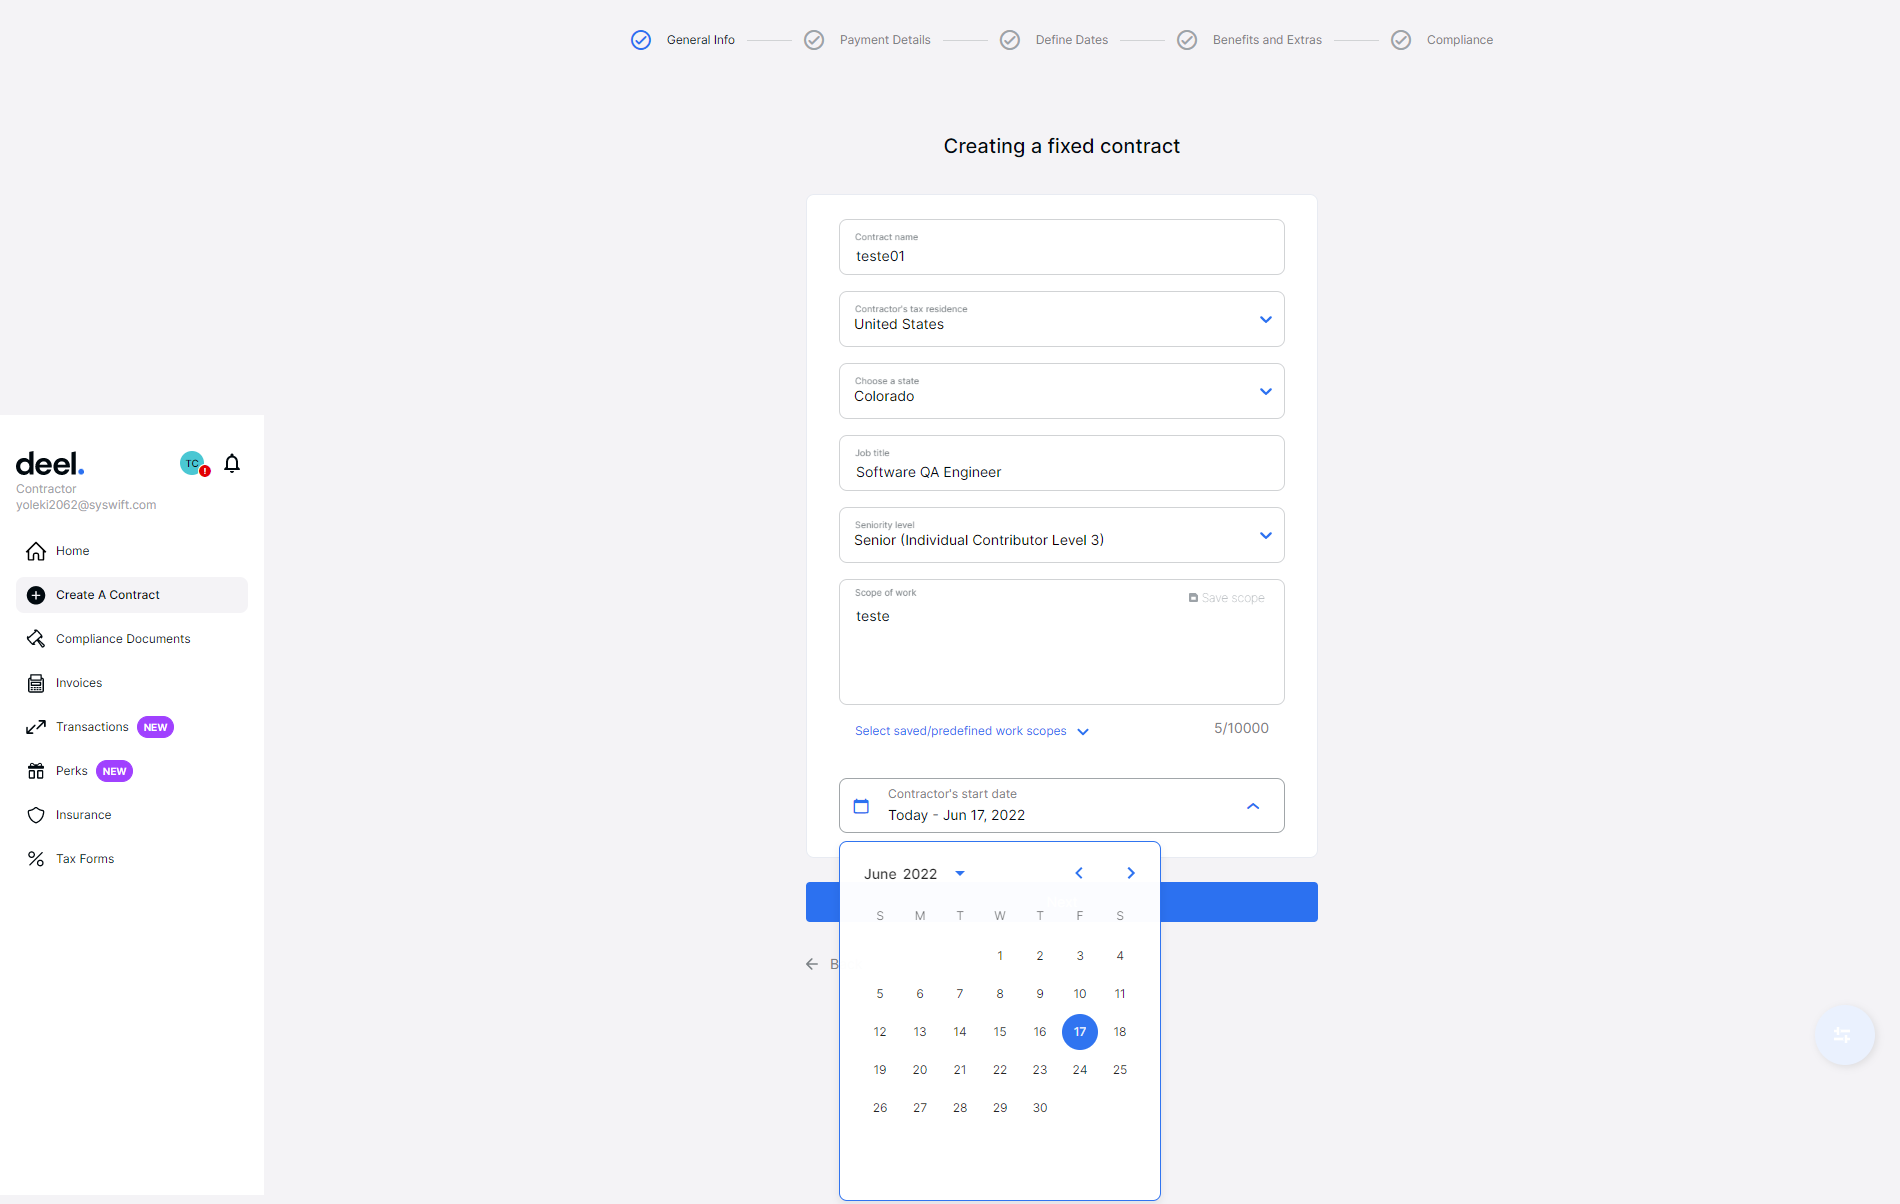 General Info
Payment Details
Define Dates
Benefits and Extras
Compliance
Creating a fixed contract
Contract name
teste01
Contractor's tax residence
United States
Choose a state
Colorado
Job title
Software QA Engineer
Seniority level
Senior (Individual Contributor Level 3)
Scope of work
Save scope
teste
Select saved/predefined work scopes
5/10000
Contractor's start date
Today - Jun 17, 2022
June 2022
S M T W T F S
1 2 3 4
5 6 7 8 9 10 11
12 13 14 15 16 17 18
19 20 21 22 23 24 25
26 27 28 29 30
deel.
TC
Contractor
yoleki2062@syswift.com
Home
Create A Contract
Compliance Documents
Invoices
Transactions NEW
Perks NEW
Insurance
Tax Forms